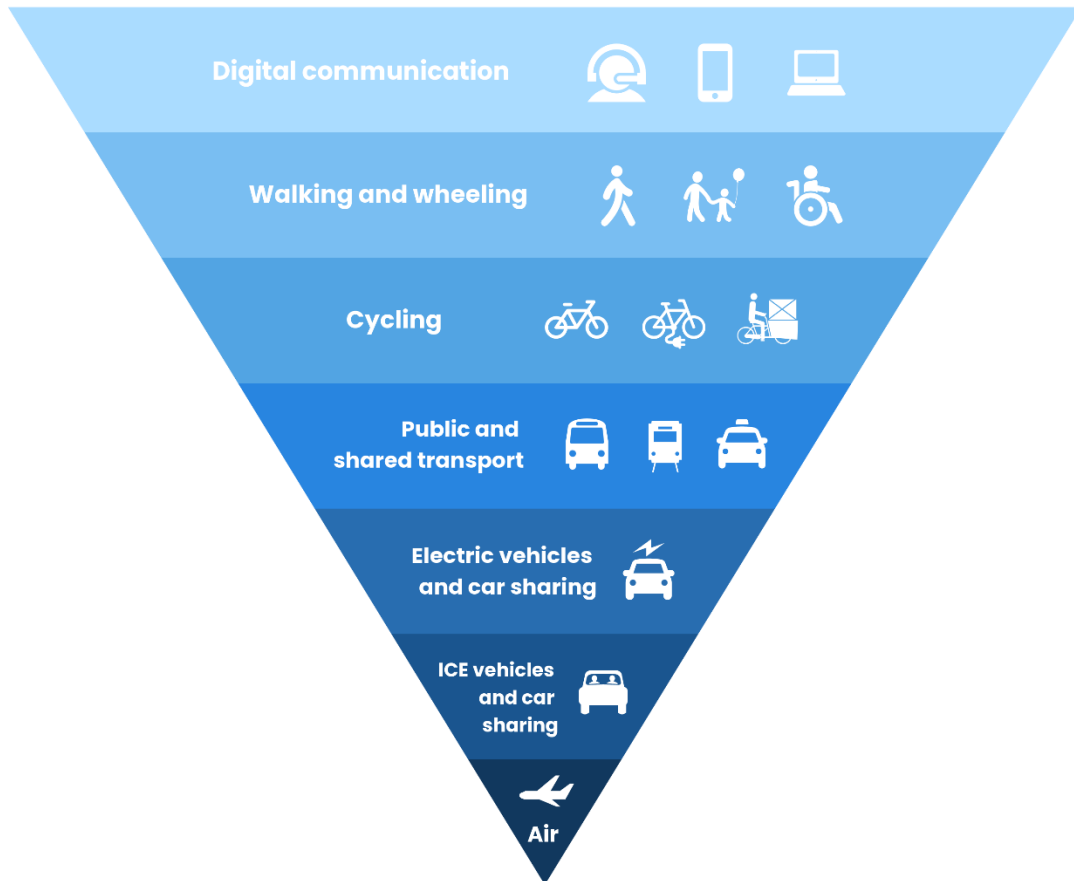 Digital communication
Walking and wheeling
Cycling
Public and
shared transport
Electric vehicles
and car sharing
ICE vehicles
and car
sharing
Air